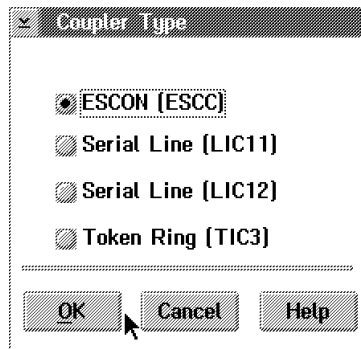 Coupler Type
ESCON (ESCC)
Serial Line (LIC11)
Serial Line (LIC12)
Token Ring (TIC3)
OK Cancel Help